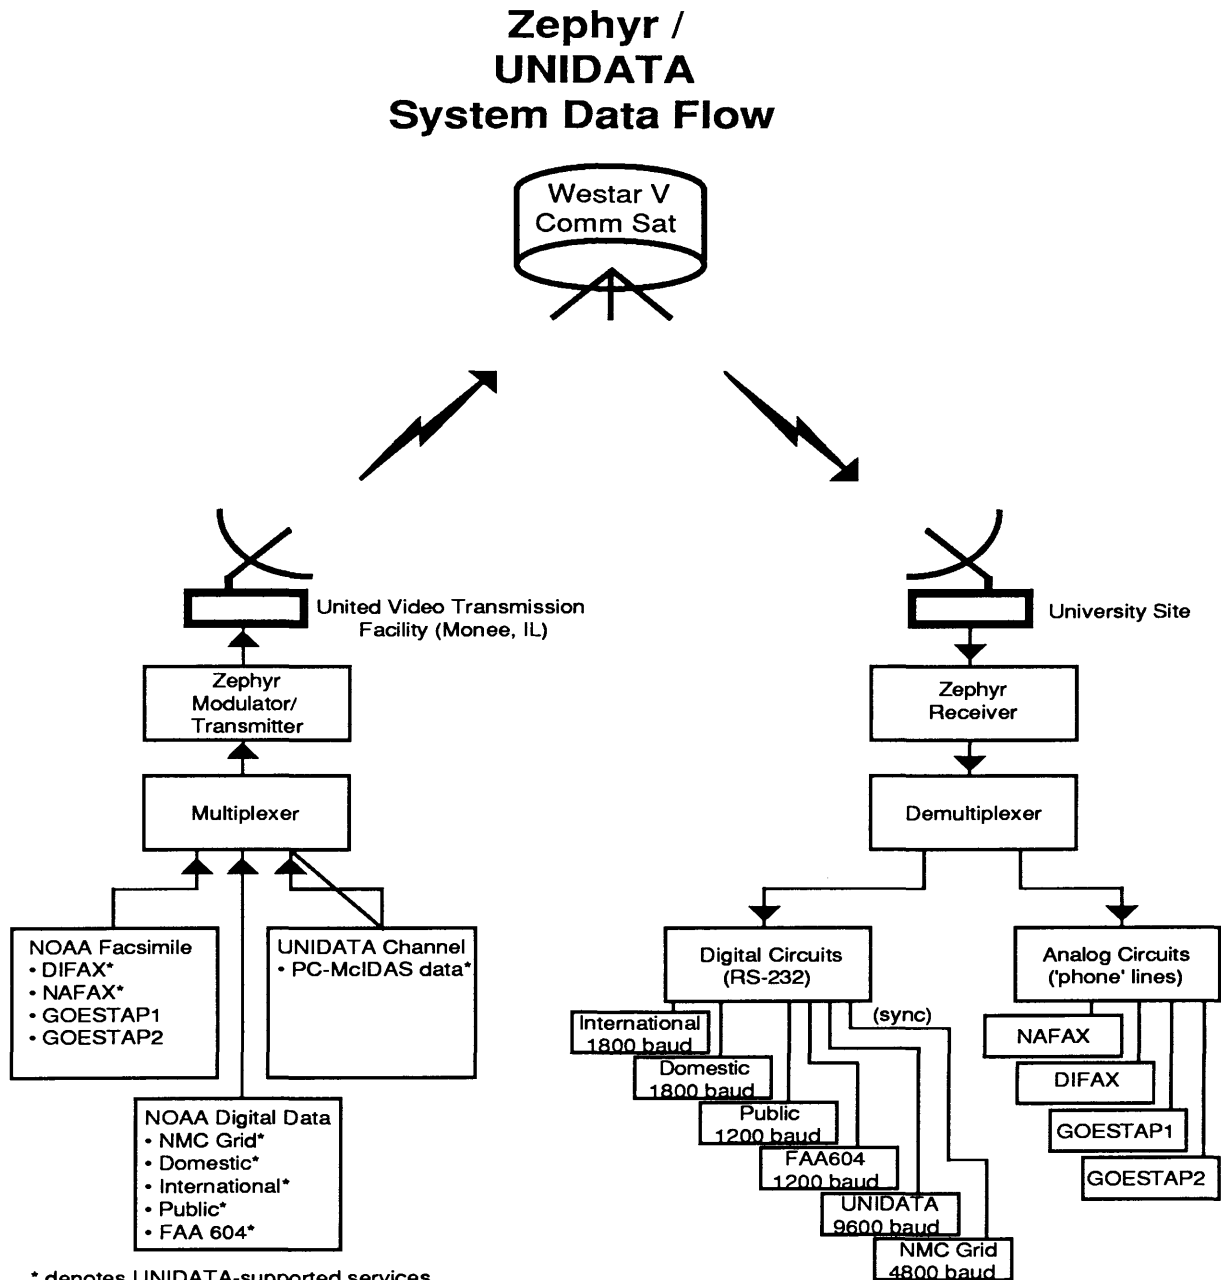 Zephyr /
UNIDATA
System Data Flow
Westar V
Comm Sat
United Video Transmission
Facility (Monee, IL)
University Site
Zephyr
Modulator/
Transmitter
Zephyr
Receiver
Multiplexer
Demultiplexer
NOAA Facsimile
• DIFAX*
• NAFAX*
• GOESTAP1
• GOESTAP2
UNIDATA Channel
• PC-McIDAS data*
NOAA Digital Data
• NMC Grid*
• Domestic*
• International*
• Public*
• FAA 604*
Digital Circuits
(RS-232)
(sync)
International
1800 baud
Domestic
1800 baud
Public
1200 baud
FAA604
1200 baud
UNIDATA
9600 baud
NMC Grid
4800 baud
Analog Circuits
('phone' lines)
NAFAX
DIFAX
GOESTAP1
GOESTAP2
* denotes UNIDATA-supported services